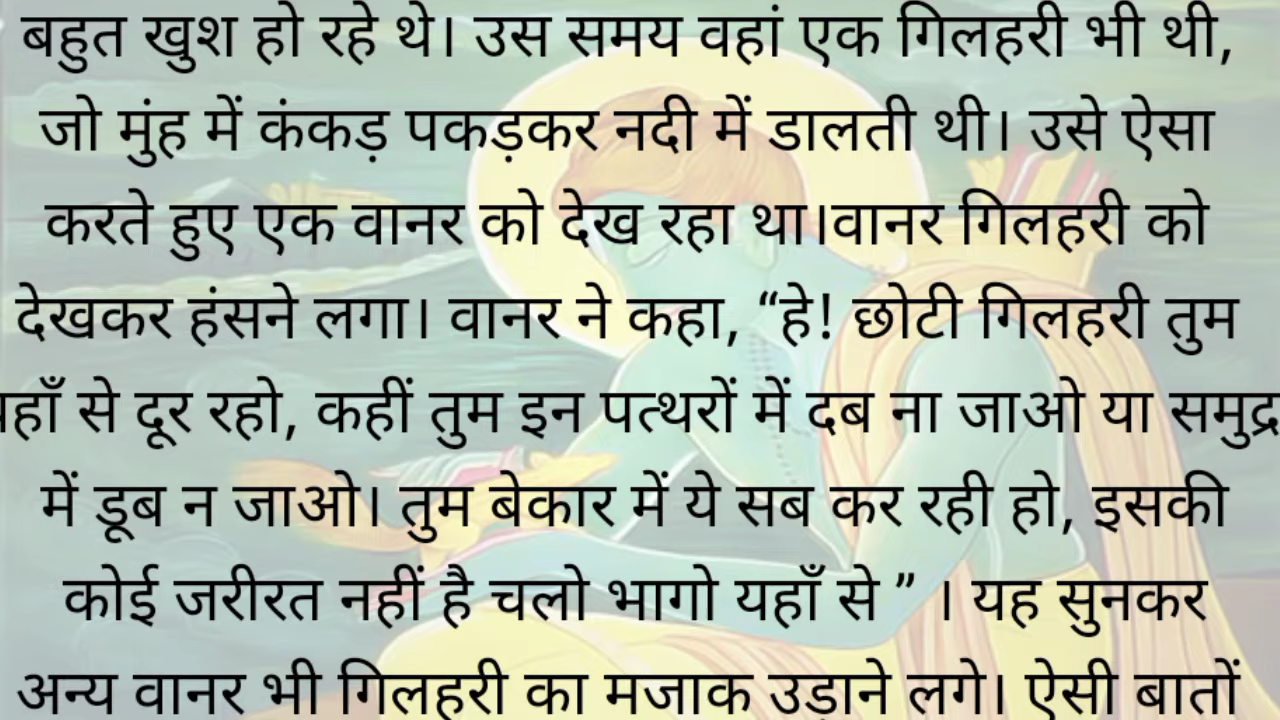 बहुत खुश हो रहे थे। उस समय वहां एक गिलहरी भी थी,
जो मुंह में कंकड़ पकड़कर नदी में डालती थी। उसे ऐसा
करते हुए एक वानर को देख रहा था।वानर गिलहरी को
देखकर हंसने लगा। वानर ने कहा, “हे! छोटी गिलहरी तुम
से दूर रहो, कहीं तुम इन पत्थरों में दब ना जाओ या समुद्र
में डूब न जाओ। तुम बेकार में ये सब कर रही हो, इसकी
कोई जरीरत नहीं है चलो भागो यहाँ से ” । यह सुनकर
अन्य वानर भी गिलहरी का मजाक उड़ाने लगे। ऐसी बातों